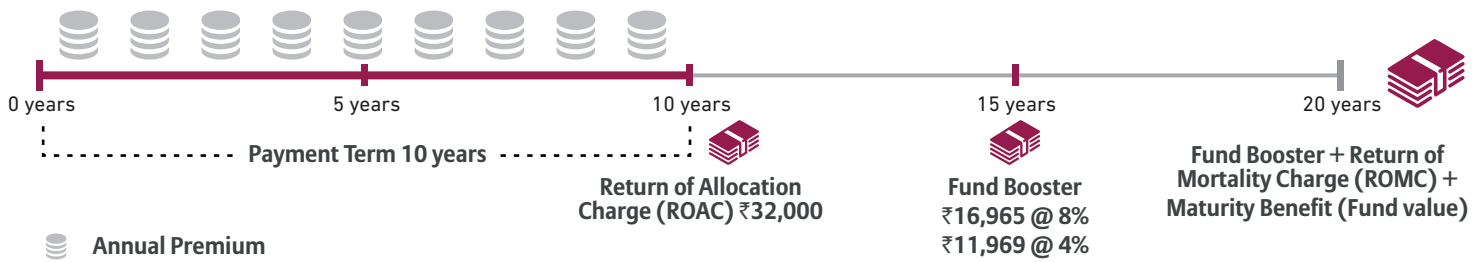 0 years
5 years
10 years
15 years
20 years
Payment Term 10 years
Return of Allocation
Charge (ROAC) ₹32,000
Fund Booster
₹16,965 @ 8%
₹11,969 @ 4%
Fund Booster + Return of
Mortality Charge (ROMC) +
Maturity Benefit (Fund value)
Annual Premium